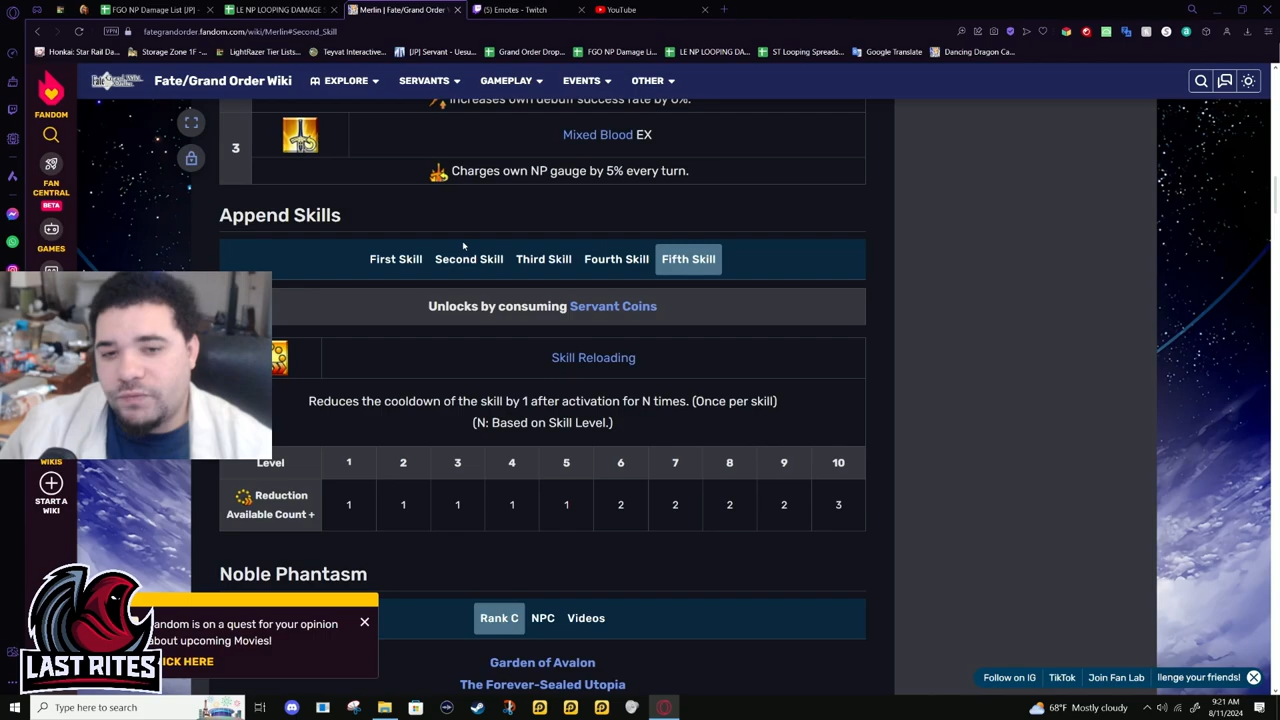 FGO NP Damage List [JP]
LE NP LOOPING DAMAGE
Merlin | Fate/Grand Order
(5) Emotes - Twitch
YouTube
VPN
fategrandorder.fandom.com/wiki/Merlin#Second_Skill
Honkai: Star Rail Da...
Storage Zone 1F -...
LightRazer Tier Lists...
Teyvat Interactive...
[JP] Servant - Uesu...
Grand Order Drop...
FGO NP Damage Li...
LE NP LOOPING DA...
ST Looping Spreads...
Google Translate
Dancing Dragon Ca...
Fate/Grand Order Wiki
EXPLORE
SERVANTS
GAMEPLAY
EVENTS
OTHER
FANDOM
FAN
CENTRAL
BETA
GAMES
WIKIS
START A
WIKI
Increases own debuff success rate by 0%.
3
Mixed Blood EX
Charges own NP gauge by 5% every turn.
Append Skills
First Skill
Second Skill
Third Skill
Fourth Skill
Fifth Skill
Unlocks by consuming Servant Coins
Skill Reloading
Reduces the cooldown of the skill by 1 after activation for N times. (Once per skill)
(N: Based on Skill Level.)
Level 1 2 3 4 5 6 7 8 9 10
Reduction
Available Count + 1 1 1 1 1 2 2 2 2 3
Noble Phantasm
Rank C
NPC
Videos
Garden of Avalon
The Forever-Sealed Utopia
andom is on a quest for your opinion
about upcoming Movies!
ICK HERE
LAST RITES
Follow on IG
TikTok
Join Fan Lab
llenge your friends!
Type here to search
68°F Mostly cloudy
9:21 AM
8/11/2024